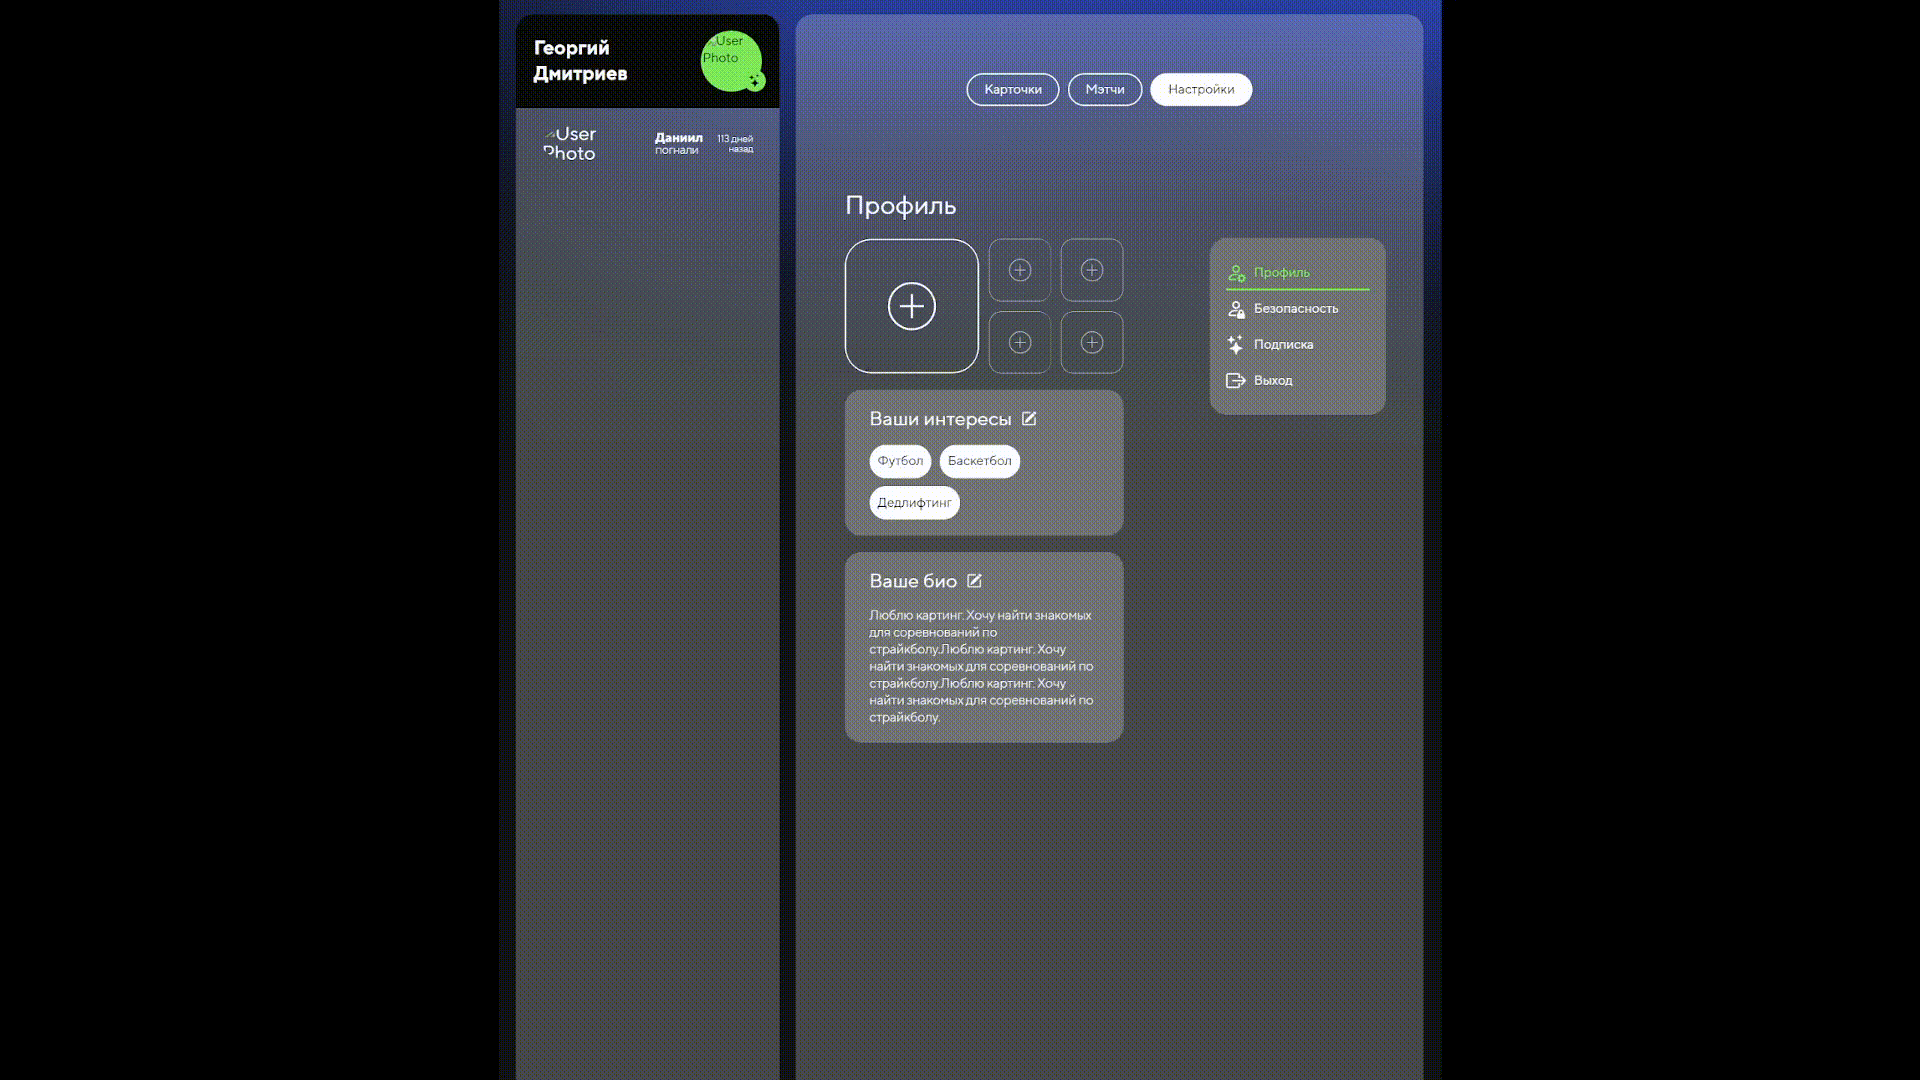 Георгий
Дмитриев
User
Photo
User
Photo
Даниил
погнали
113 дней
назад
Карточки
Мэтчи
Настройки
Профиль
Профиль
Безопасность
Подписка
Выход
Ваши интересы
Футбол
Баскетбол
Дедлифтинг
Ваше био
Люблю картинг. Хочу найти знакомых
для соревнований по
страйкболу.Люблю картинг. Хочу
найти знакомых для соревнований по
страйкболу.Люблю картинг. Хочу
найти знакомых для соревнований по
страйкболу.